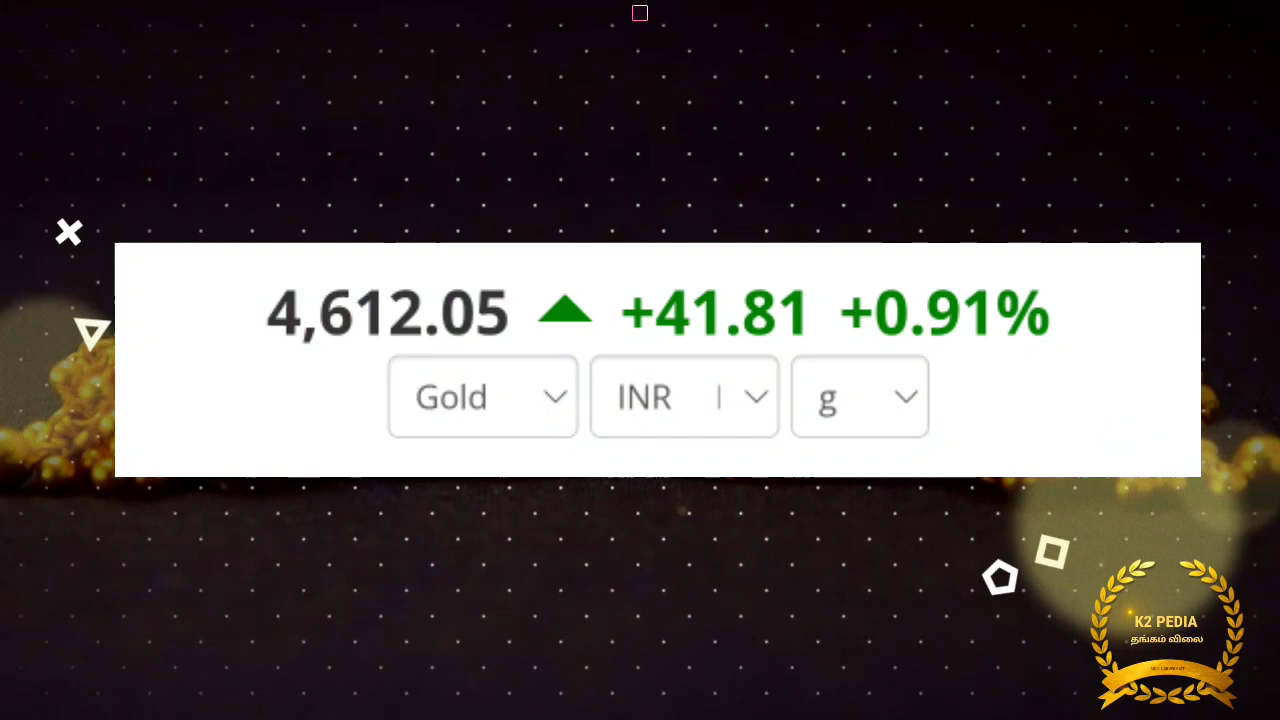 4,612.05 +41.81 +0.91%
Gold INR g
K2 PEDIA
தங்கம் விலை